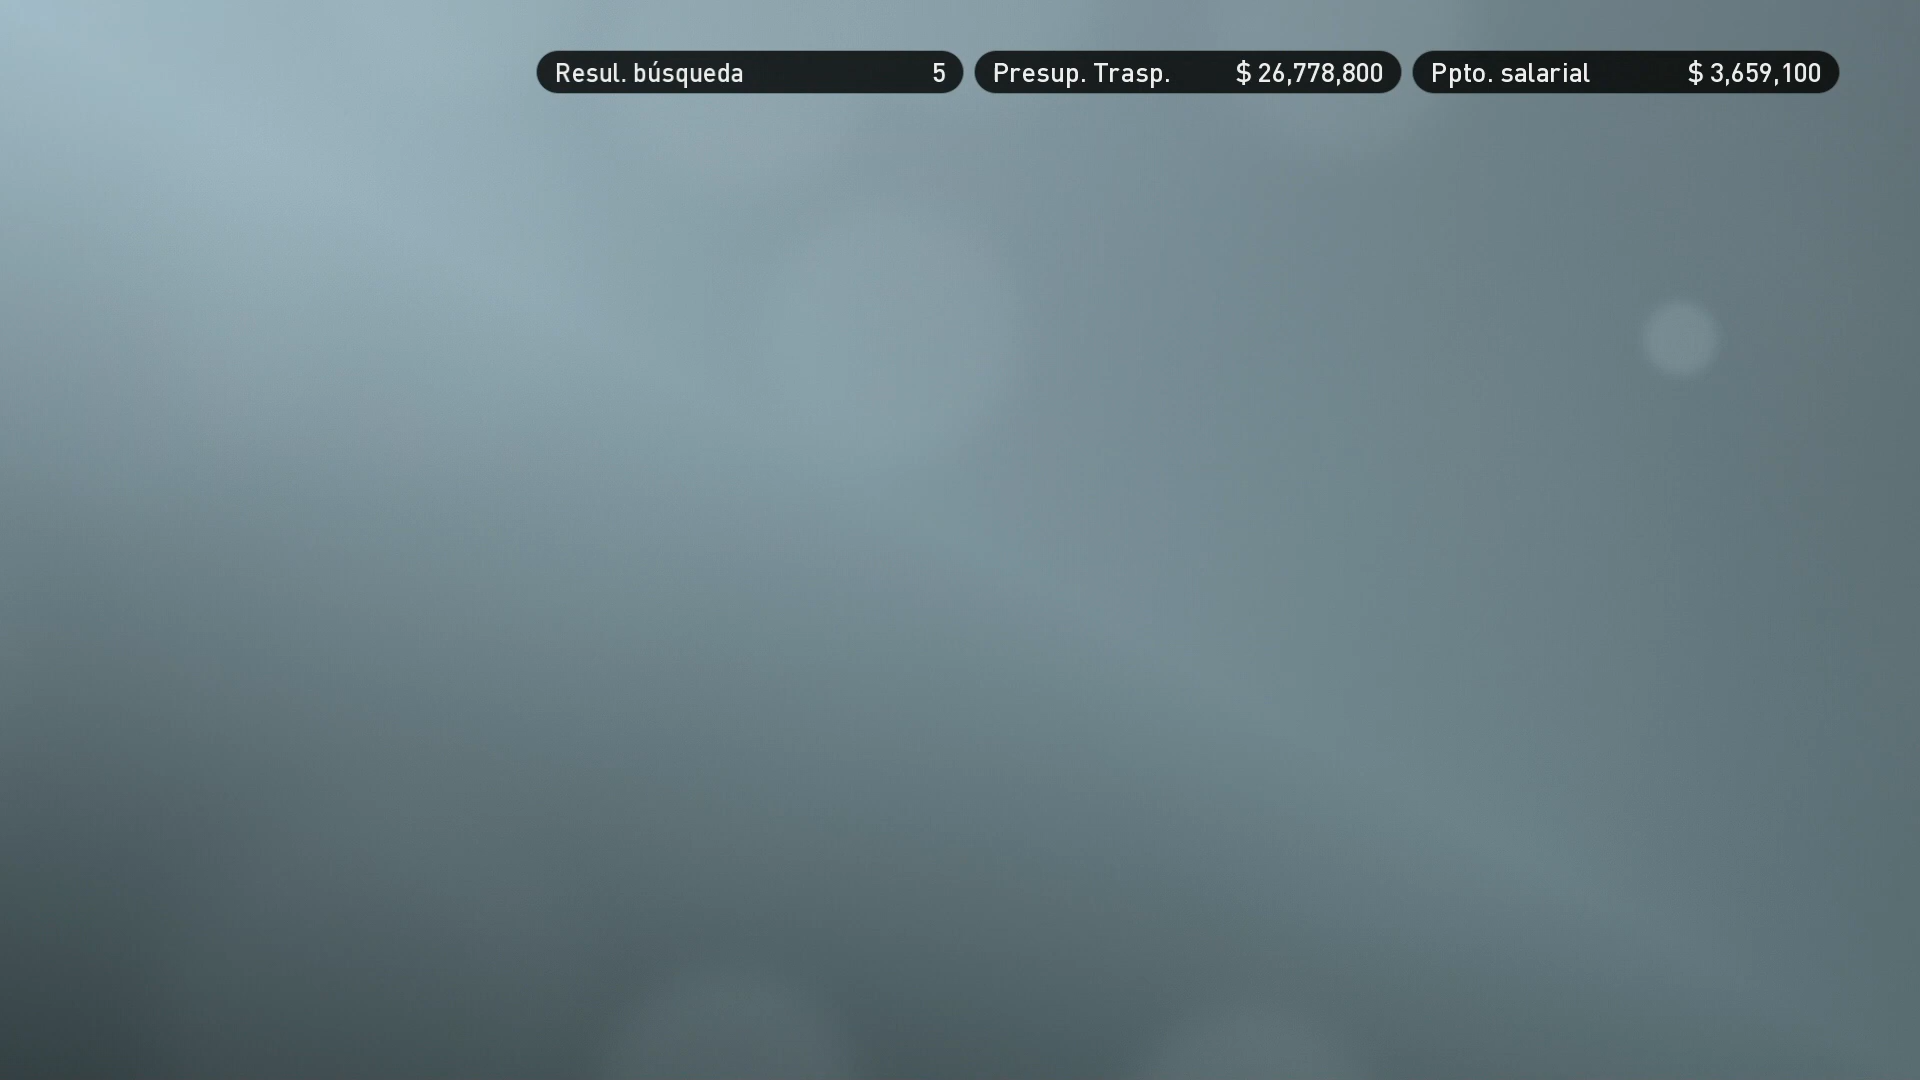 Resul. búsqueda 5 Presup. Trasp. $ 26,778,800 Ppto. salarial $ 3,659,100